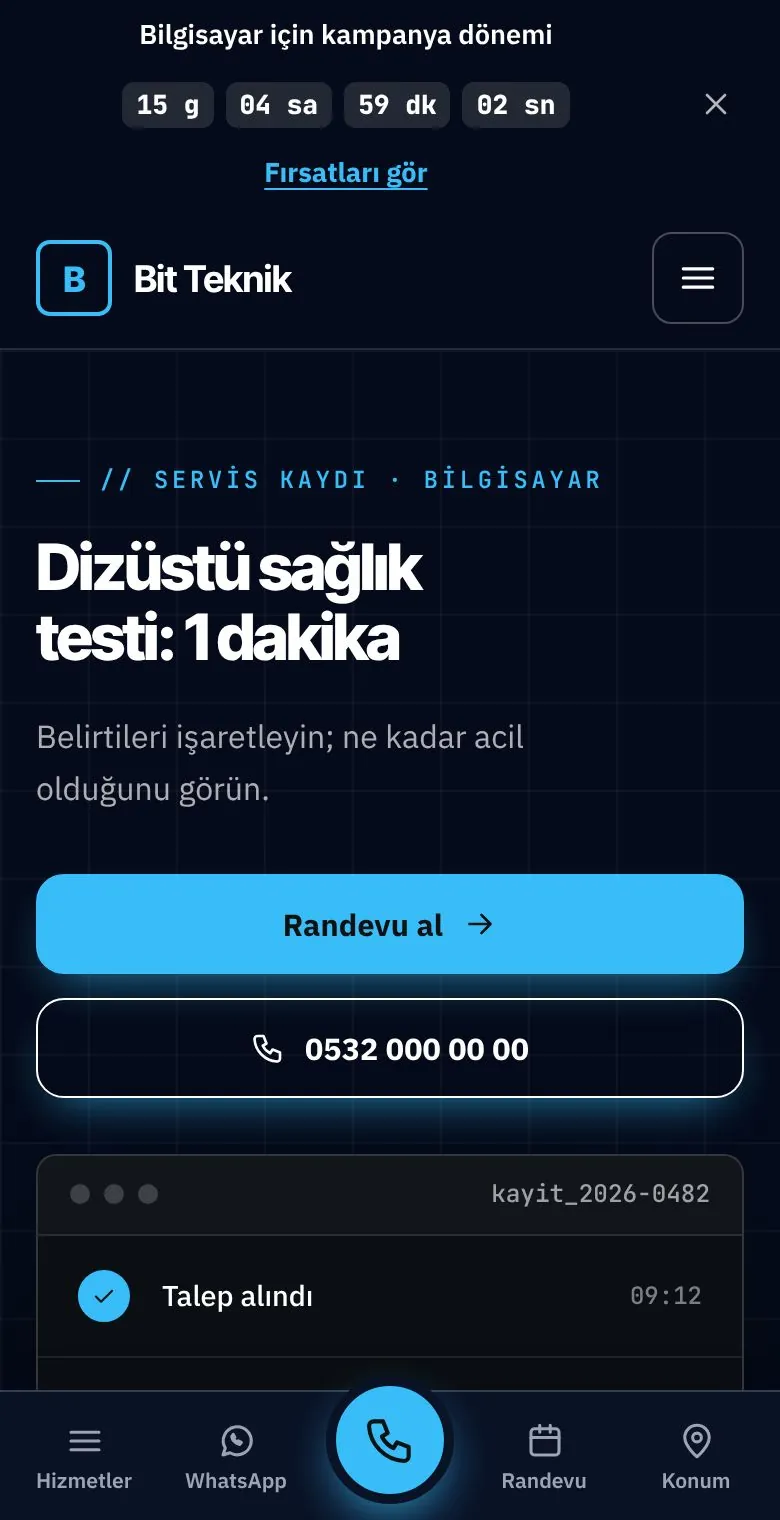 Bilgisayar için kampanya dönemi
15 g 04 sa 59 dk 02 sn
Fırsatları gör
B Bit Teknik
// SERVİS KAYDI · BİLGİSAYAR
Dizüstü sağlık
testi: 1 dakika
Belirtileri işaretleyin; ne kadar acil
olduğunu görün.
Randevu al →
0532 000 00 00
kayit_2026-0482
Talep alındı 09:12
Hizmetler WhatsApp Randevu Konum